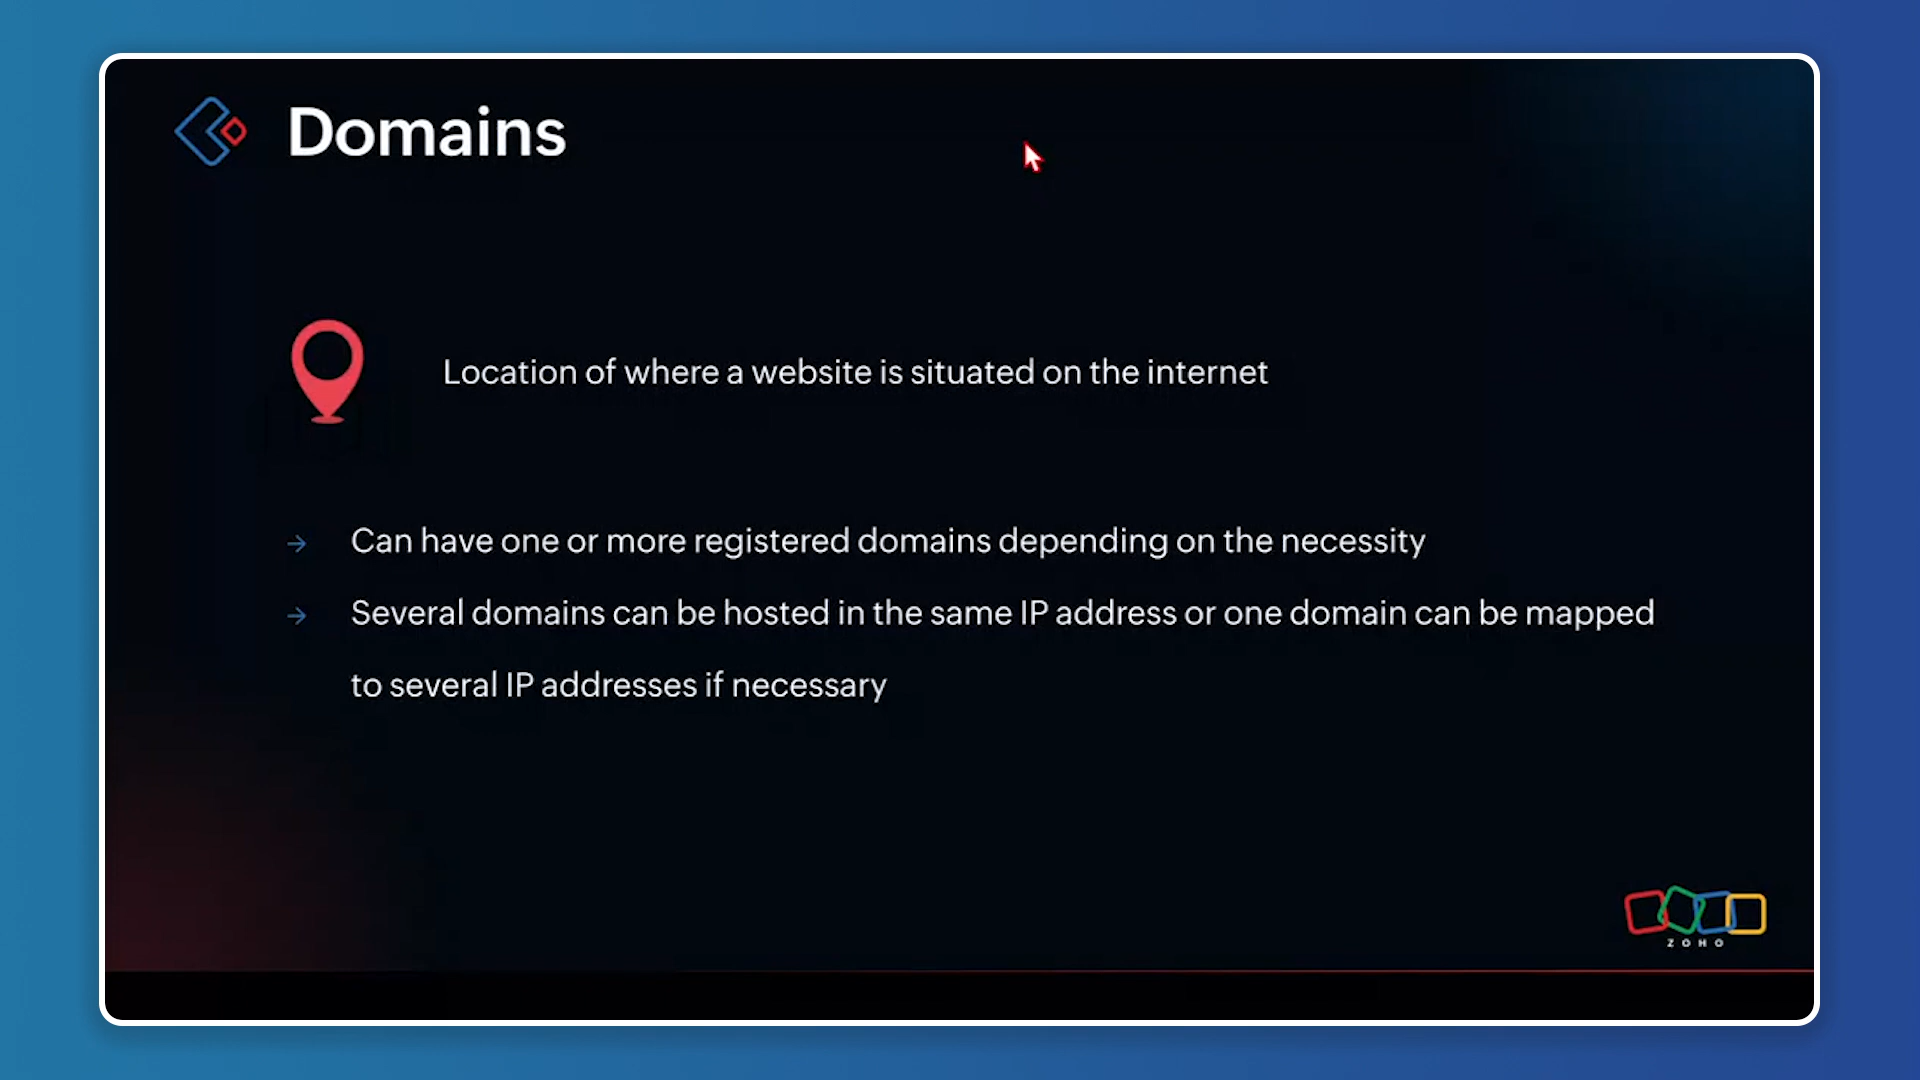 Domains
Location of where a website is situated on the internet
→ Can have one or more registered domains depending on the necessity
→ Several domains can be hosted in the same IP address or one domain can be mapped
to several IP addresses if necessary
ZOHO